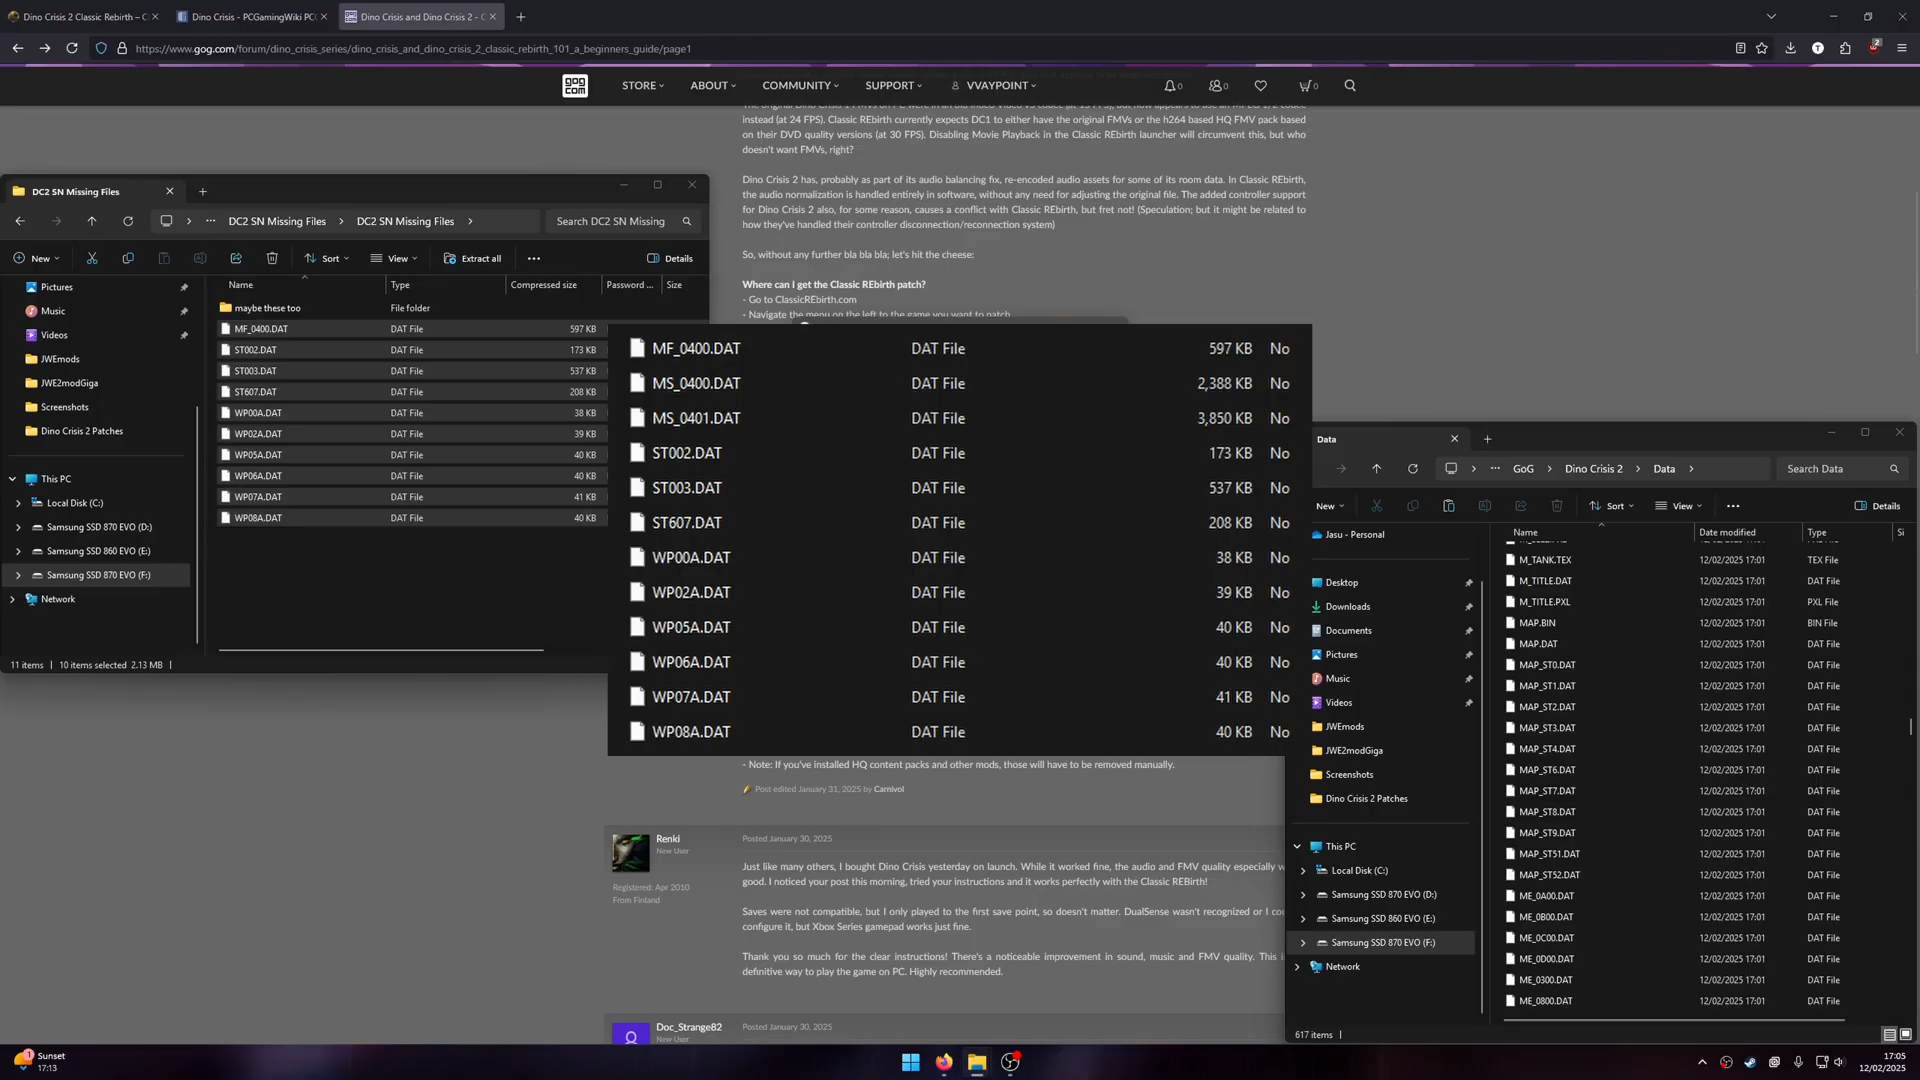 Dino Crisis 2 Classic Rebirth – C
Dino Crisis - PCGamingWiki PC
Dino Crisis and Dino Crisis 2 - C
https://www.gog.com/forum/dino_crisis_series/dino_crisis_and_dino_crisis_2_classic_rebirth_101_a_beginners_guide/page1
gog com
STORE
ABOUT
COMMUNITY
SUPPORT
VVAYPOINT
0
0
0
instead (at 24 FPS). Classic REbirth currently expects DC1 to either have the original FMVs or the h264 based HQ FMV pack based
on their DVD quality versions (at 30 FPS). Disabling Movie Playback in the Classic REbirth launcher will circumvent this, but who
doesn't want FMVs, right?
Dino Crisis 2 has, probably as part of its audio balancing fix, re-encoded audio assets for some of its room data. In Classic REbirth,
the audio normalization is handled entirely in software, without any need for adjusting the original file. The added controller support
for Dino Crisis 2 also, for some reason, causes a conflict with Classic REbirth, but fret not! (Speculation; but it might be related to
how they've handled their controller disconnection/reconnection system)
So, without any further bla bla bla; let's hit the cheese:
Where can I get the Classic REbirth patch?
- Go to ClassicREbirth.com
- Navigate the menu on the left to the game you want to patch
DC2 SN Missing Files
DC2 SN Missing Files
DC2 SN Missing Files
Search DC2 SN Missing
New
Sort
View
Extract all
Details
Pictures
Music
Videos
JWEmods
JWE2modGiga
Screenshots
Dino Crisis 2 Patches
This PC
Local Disk (C:)
Samsung SSD 870 EVO (D:)
Samsung SSD 860 EVO (E:)
Samsung SSD 870 EVO (F:)
Network
Name Type Compressed size Password ... Size
maybe these too File folder
MF_0400.DAT DAT File 597 KB
ST002.DAT DAT File 173 KB
ST003.DAT DAT File 537 KB
ST607.DAT DAT File 208 KB
WP00A.DAT DAT File 38 KB
WP02A.DAT DAT File 39 KB
WP05A.DAT DAT File 40 KB
WP06A.DAT DAT File 40 KB
WP07A.DAT DAT File 41 KB
WP08A.DAT DAT File 40 KB
11 items 10 items selected 2.13 MB
MF_0400.DAT DAT File 597 KB No
MS_0400.DAT DAT File 2,388 KB No
MS_0401.DAT DAT File 3,850 KB No
ST002.DAT DAT File 173 KB No
ST003.DAT DAT File 537 KB No
ST607.DAT DAT File 208 KB No
WP00A.DAT DAT File 38 KB No
WP02A.DAT DAT File 39 KB No
WP05A.DAT DAT File 40 KB No
WP06A.DAT DAT File 40 KB No
WP07A.DAT DAT File 41 KB No
WP08A.DAT DAT File 40 KB No
- Note: If you've installed HQ content packs and other mods, those will have to be removed manually.
Post edited January 31, 2025 by Carnivol
Renki
New User
Registered: Apr 2010
From Finland
Posted January 30, 2025
Just like many others, I bought Dino Crisis yesterday on launch. While it worked fine, the audio and FMV quality especially w
good. I noticed your post this morning, tried your instructions and it works perfectly with the Classic REBirth!
Saves were not compatible, but I only played to the first save point, so doesn't matter. DualSense wasn't recognized or I cou
configure it, but Xbox Series gamepad works just fine.
Thank you so much for the clear instructions! There's a noticeable improvement in sound, music and FMV quality. This i
definitive way to play the game on PC. Highly recommended.
Doc_Strange82
New User
Posted January 30, 2025
Data
GoG
Dino Crisis 2
Data
Search Data
New
Sort
View
Details
Jasu - Personal
Desktop
Downloads
Documents
Pictures
Music
Videos
JWEmods
JWE2modGiga
Screenshots
Dino Crisis 2 Patches
This PC
Local Disk (C:)
Samsung SSD 870 EVO (D:)
Samsung SSD 860 EVO (E:)
Samsung SSD 870 EVO (F:)
Network
Name Date modified Type Si
M_TANK.TEX 12/02/2025 17:01 TEX File
M_TITLE.DAT 12/02/2025 17:01 DAT File
M_TITLE.PXL 12/02/2025 17:01 PXL File
MAP.BIN 12/02/2025 17:01 BIN File
MAP.DAT 12/02/2025 17:01 DAT File
MAP_ST0.DAT 12/02/2025 17:01 DAT File
MAP_ST1.DAT 12/02/2025 17:01 DAT File
MAP_ST2.DAT 12/02/2025 17:01 DAT File
MAP_ST3.DAT 12/02/2025 17:01 DAT File
MAP_ST4.DAT 12/02/2025 17:01 DAT File
MAP_ST6.DAT 12/02/2025 17:01 DAT File
MAP_ST7.DAT 12/02/2025 17:01 DAT File
MAP_ST8.DAT 12/02/2025 17:01 DAT File
MAP_ST9.DAT 12/02/2025 17:01 DAT File
MAP_ST51.DAT 12/02/2025 17:01 DAT File
MAP_ST52.DAT 12/02/2025 17:01 DAT File
ME_0A00.DAT 12/02/2025 17:01 DAT File
ME_0B00.DAT 12/02/2025 17:01 DAT File
ME_0C00.DAT 12/02/2025 17:01 DAT File
ME_0D00.DAT 12/02/2025 17:01 DAT File
ME_0300.DAT 12/02/2025 17:01 DAT File
ME_0800.DAT 12/02/2025 17:01 DAT File
617 items
1
Sunset
17:13
17:05
12/02/2025